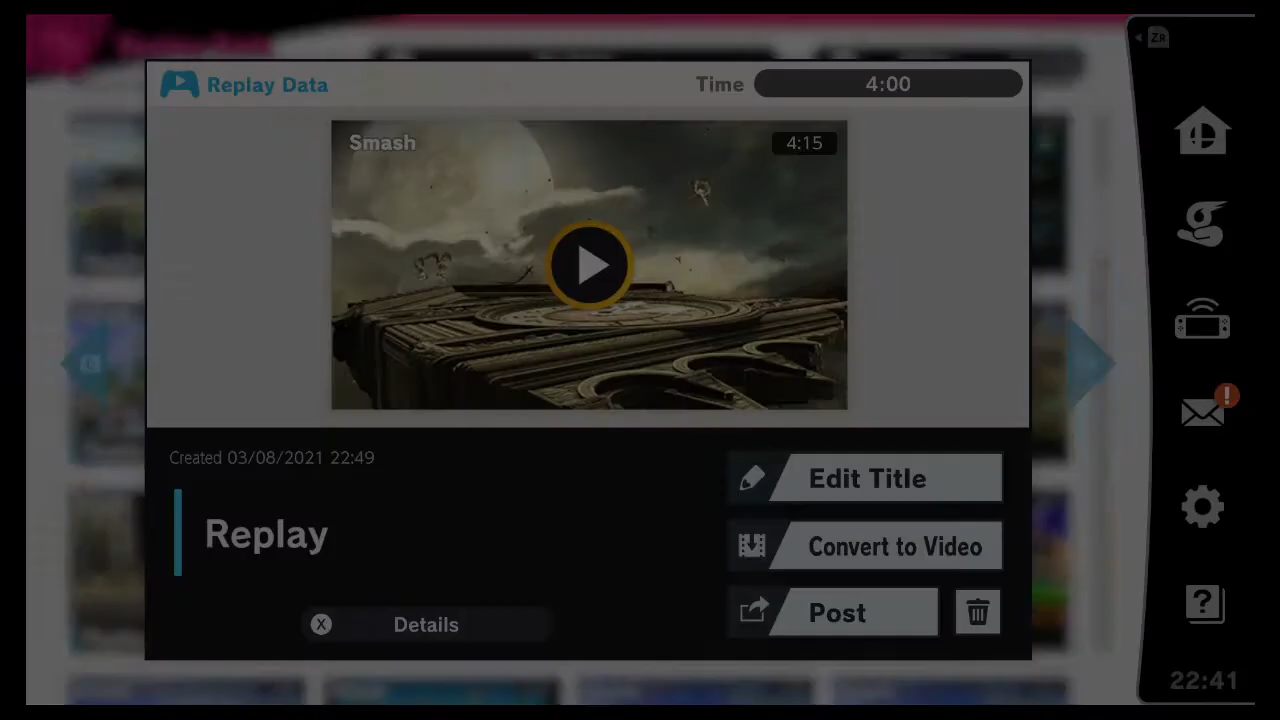 ZR
Replay Data
Time
4:00
Smash
4:15
Created 03/08/2021 22:49
Edit Title
Replay
Convert to Video
Post
X
Details
22:41